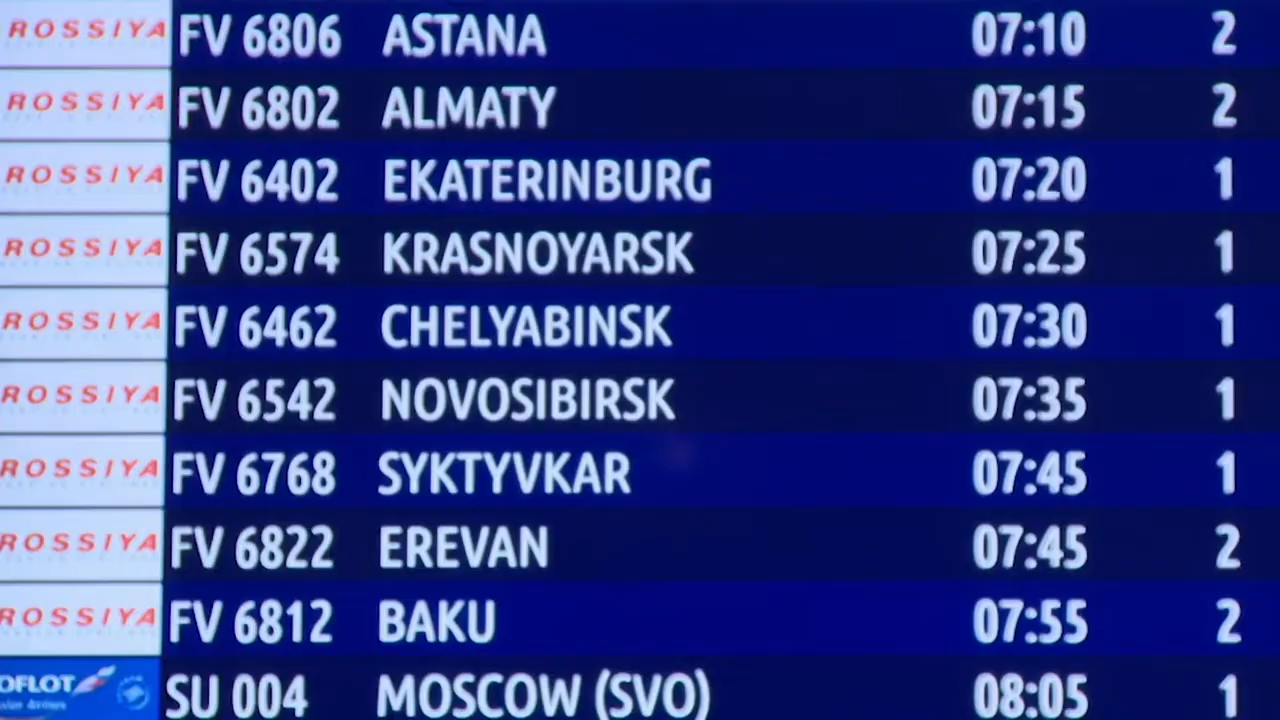 ROSSIYA FV 6806 ASTANA 07:10 2
ROSSIYA FV 6802 ALMATY 07:15 2
ROSSIYA FV 6402 EKATERINBURG 07:20 1
ROSSIYA FV 6574 KRASNOYARSK 07:25 1
ROSSIYA FV 6462 CHELYABINSK 07:30 1
ROSSIYA FV 6542 NOVOSIBIRSK 07:35 1
ROSSIYA FV 6768 SYKTYVKAR 07:45 1
ROSSIYA FV 6822 EREVAN 07:45 2
ROSSIYA FV 6812 BAKU 07:55 2
OFLOT SU 004 MOSCOW (SVO) 08:05 1